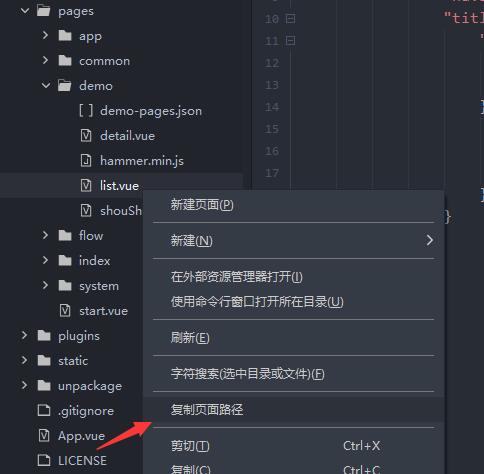 pages
app
common
demo
[ ] demo-pages.json
detail.vue
hammer.min.js
list.vue
shouSh
flow
index
system
start.vue
plugins
static
unpackage
.gitignore
App.vue
LICENSE
10
"titl
11
"
12
13
14
}
15
16
17
}
}
新建页面(P)
新建(N)
在外部资源管理器打开(I)
使用命令行窗口打开所在目录(U)
刷新(E)
字符搜索(选中目录或文件)(F)
复制页面路径
剪切(T) Ctrl+X
复制(C) Ctrl+C